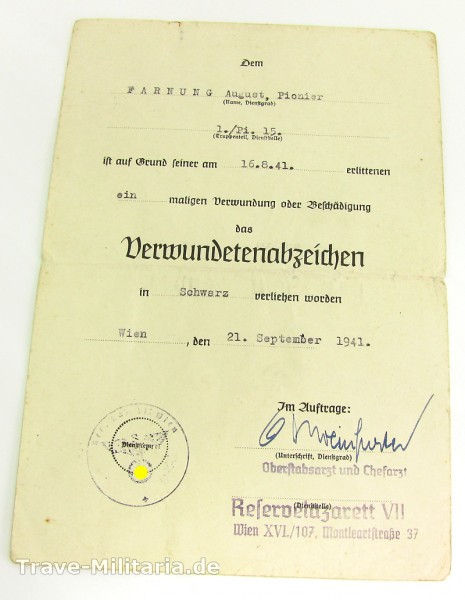 Dem
FARNUNG August, Pionier
(Name, Dienstgrad)
1./Pi. 15.
(Truppenteil, Dienststelle)
ist auf Grund seiner am 16.8.41. erlittenen
ein maligen Verwundung oder Beschädigung
das
Verwundetenabzeichen
in Schwarz verliehen worden
Wien, den 21. September 1941.
Im Auftrage:
(Unterschrift, Dienstgrad)
Oberstabsarzt und Chefarzt
Dienstsiegel
(Dienststelle)
Reservelazarett VII
Wien XVI./107, Montleartstraße 37
Trave-Militaria.de